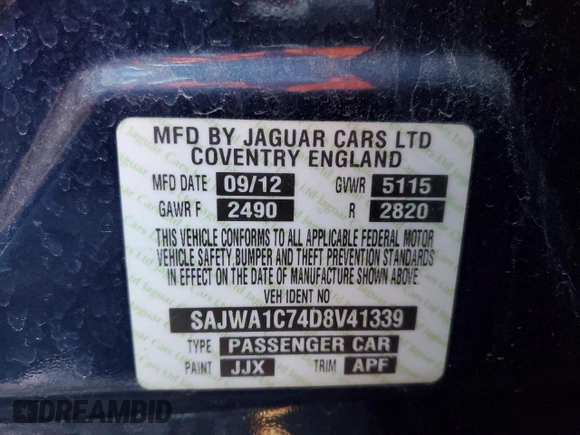 MFD BY JAGUAR CARS LTD
COVENTRY ENGLAND
MFD DATE 09/12 GVWR 5115
GAWR F 2490 R 2820
THIS VEHICLE CONFORMS TO ALL APPLICABLE FEDERAL MOTOR
VEHICLE SAFETY,BUMPER AND THEFT PREVENTION STANDARDS
IN EFFECT ON THE DATE OF MANUFACTURE SHOWN ABOVE
VEH IDENT NO
SAJWA1C74D8V41339
TYPE PASSENGER CAR
PAINT JJX TRIM APF
DREAMBID